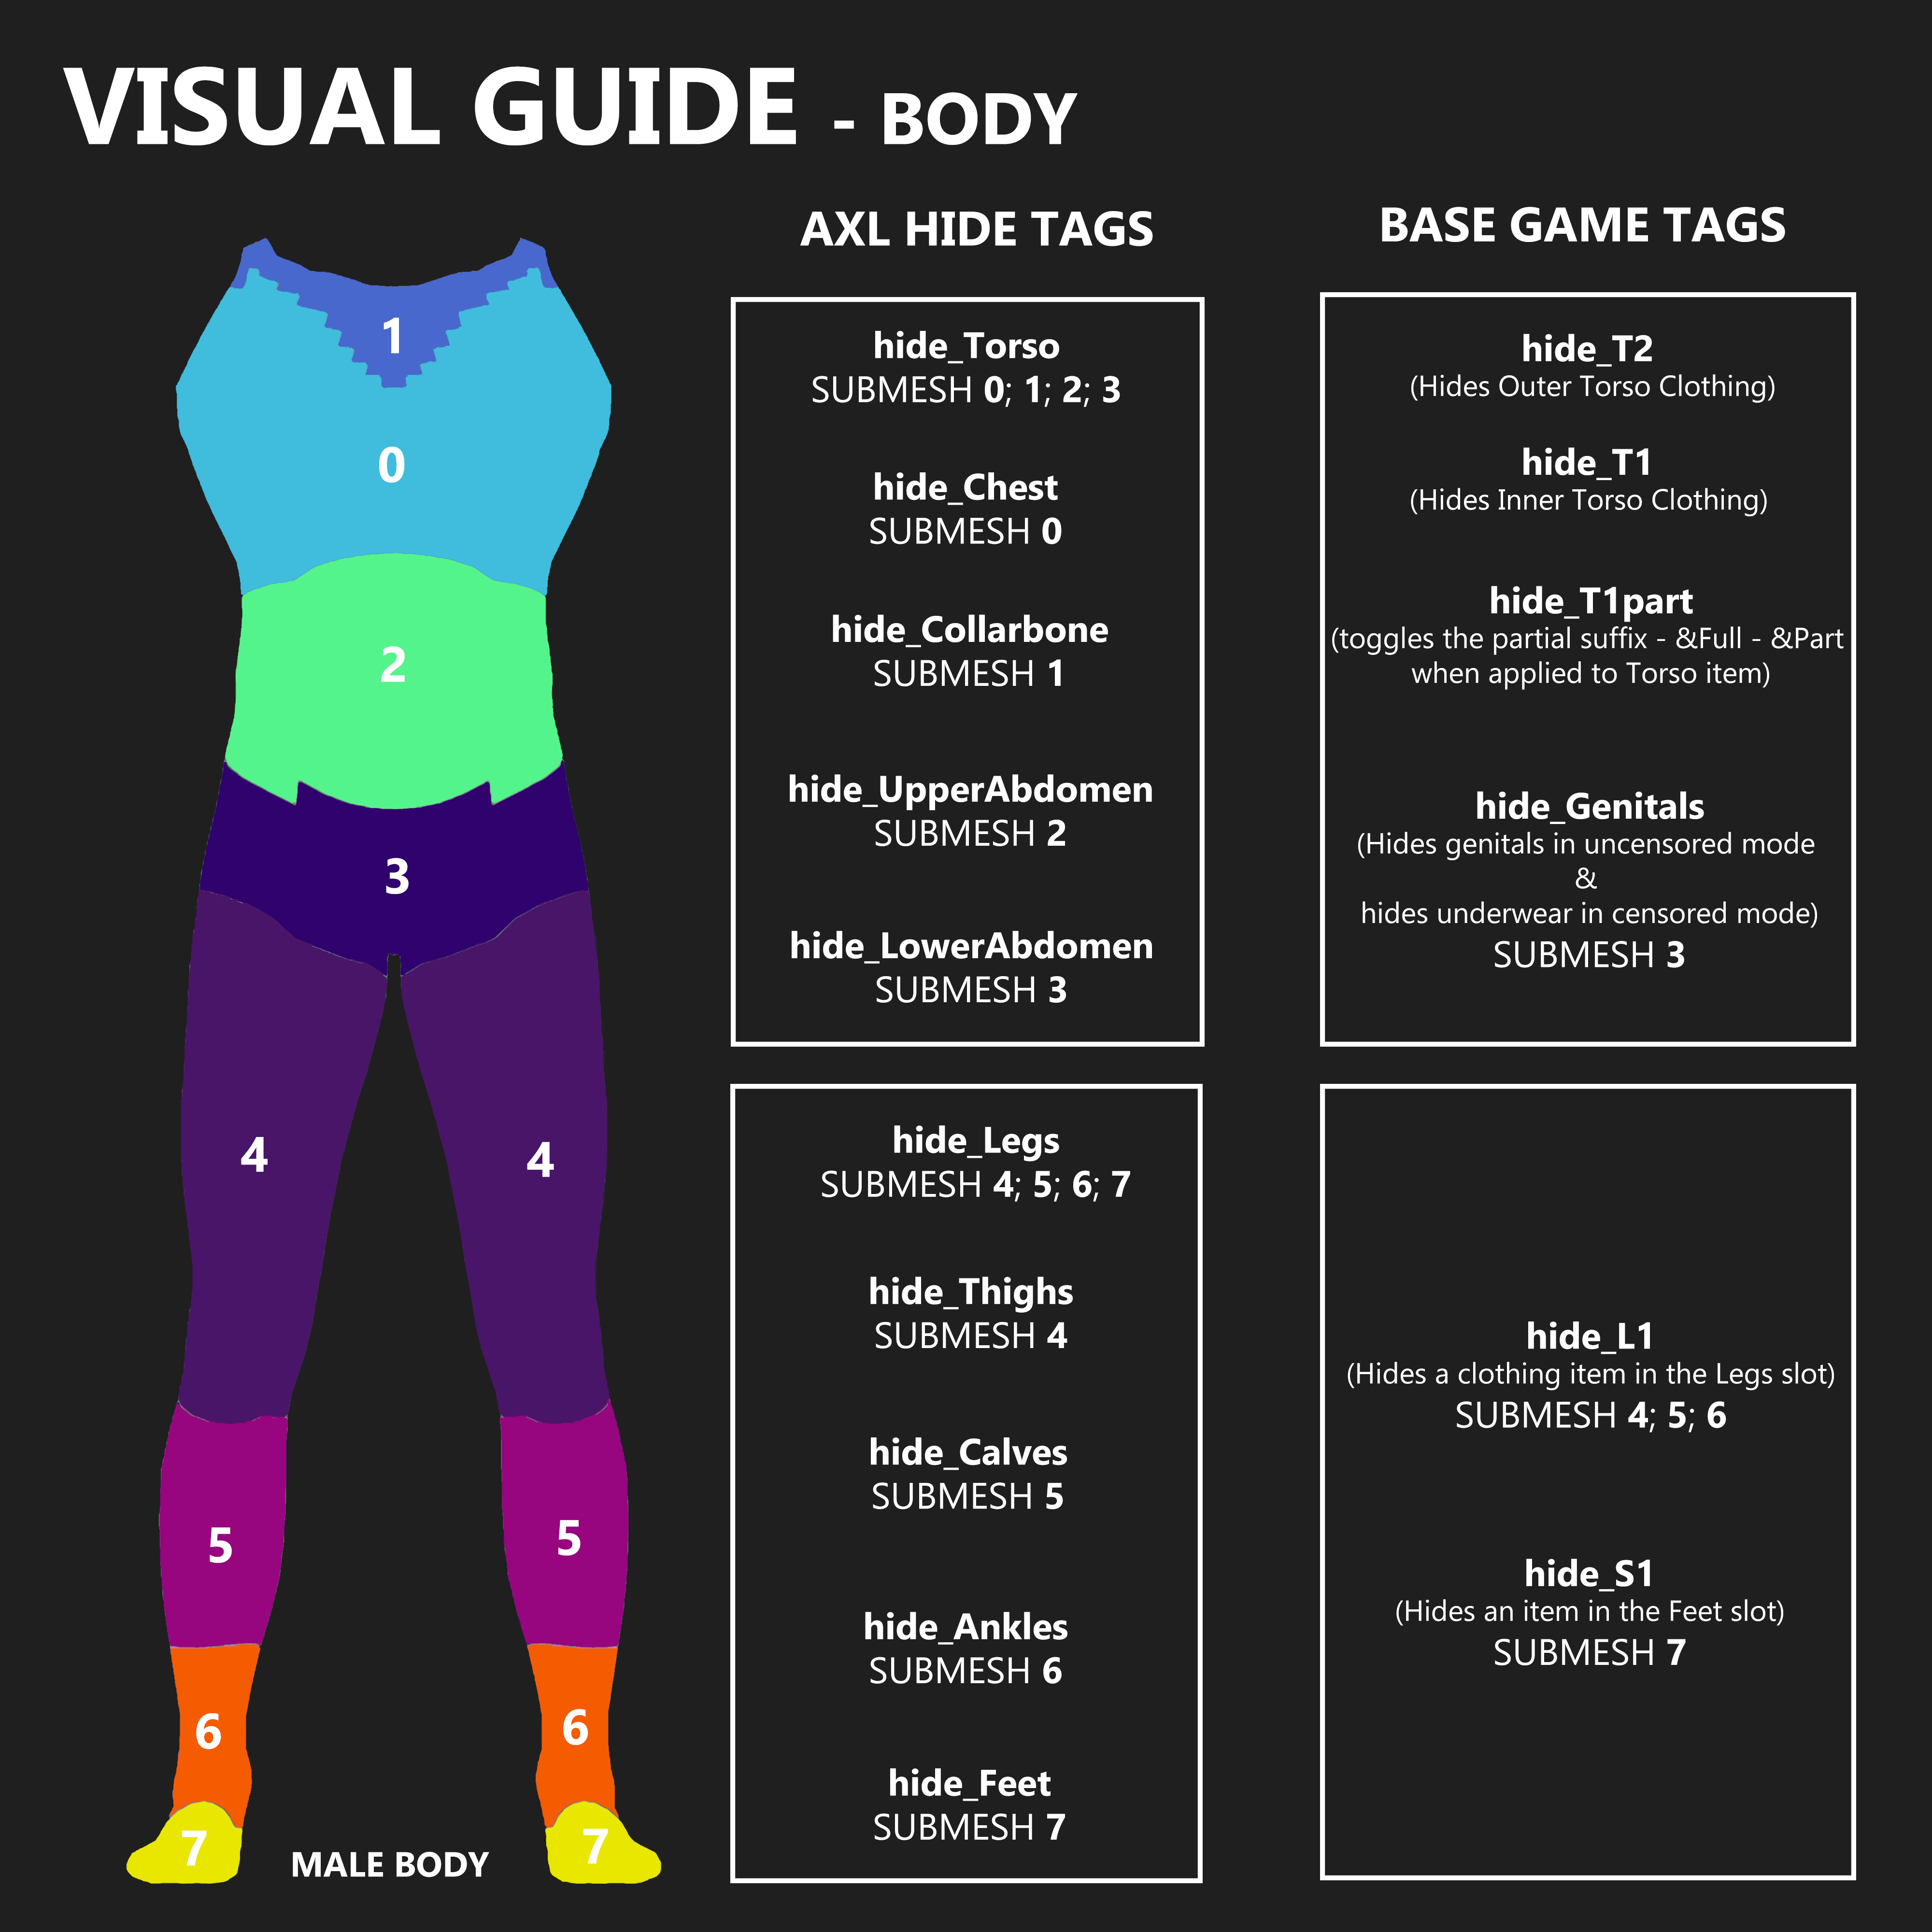 VISUAL GUIDE - BODY
AXL HIDE TAGS
hide_Torso
SUBMESH 0; 1; 2; 3
hide_Chest
SUBMESH 0
hide_Collarbone
SUBMESH 1
hide_UpperAbdomen
SUBMESH 2
hide_LowerAbdomen
SUBMESH 3
hide_Legs
SUBMESH 4; 5; 6; 7
hide_Thighs
SUBMESH 4
hide_Calves
SUBMESH 5
hide_Ankles
SUBMESH 6
hide_Feet
SUBMESH 7
BASE GAME TAGS
hide_T2
(Hides Outer Torso Clothing)
hide_T1
(Hides Inner Torso Clothing)
hide_T1part
(toggles the partial suffix - &Full - &Part
when applied to Torso item)
hide_Genitals
(Hides genitals in uncensored mode
&
hides underwear in censored mode)
SUBMESH 3
hide_L1
(Hides a clothing item in the Legs slot)
SUBMESH 4; 5; 6
hide_S1
(Hides an item in the Feet slot)
SUBMESH 7
1
0
2
3
4
4
5
5
6
6
7
7
MALE BODY